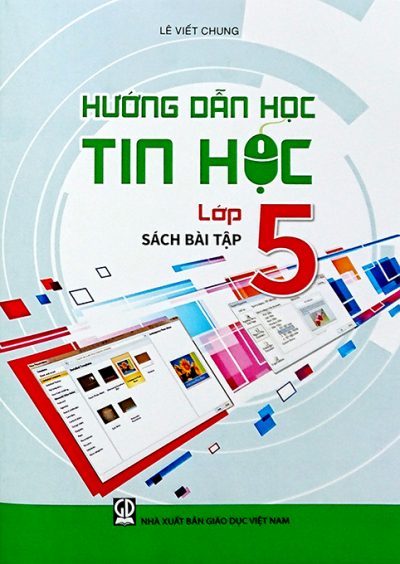 LÊ VIẾT CHUNG
HƯỚNG DẪN HỌC
TIN HỌC
Lớp 5
SÁCH BÀI TẬP
GD
NHÀ XUẤT BẢN GIÁO DỤC VIỆT NAM